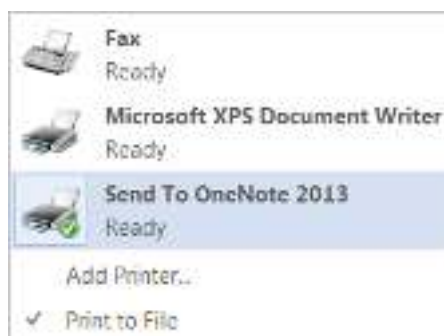 Fax
Ready
Microsoft XPS Document Writer
Ready
Send To OneNote 2013
Ready
Add Printer...
Print to File